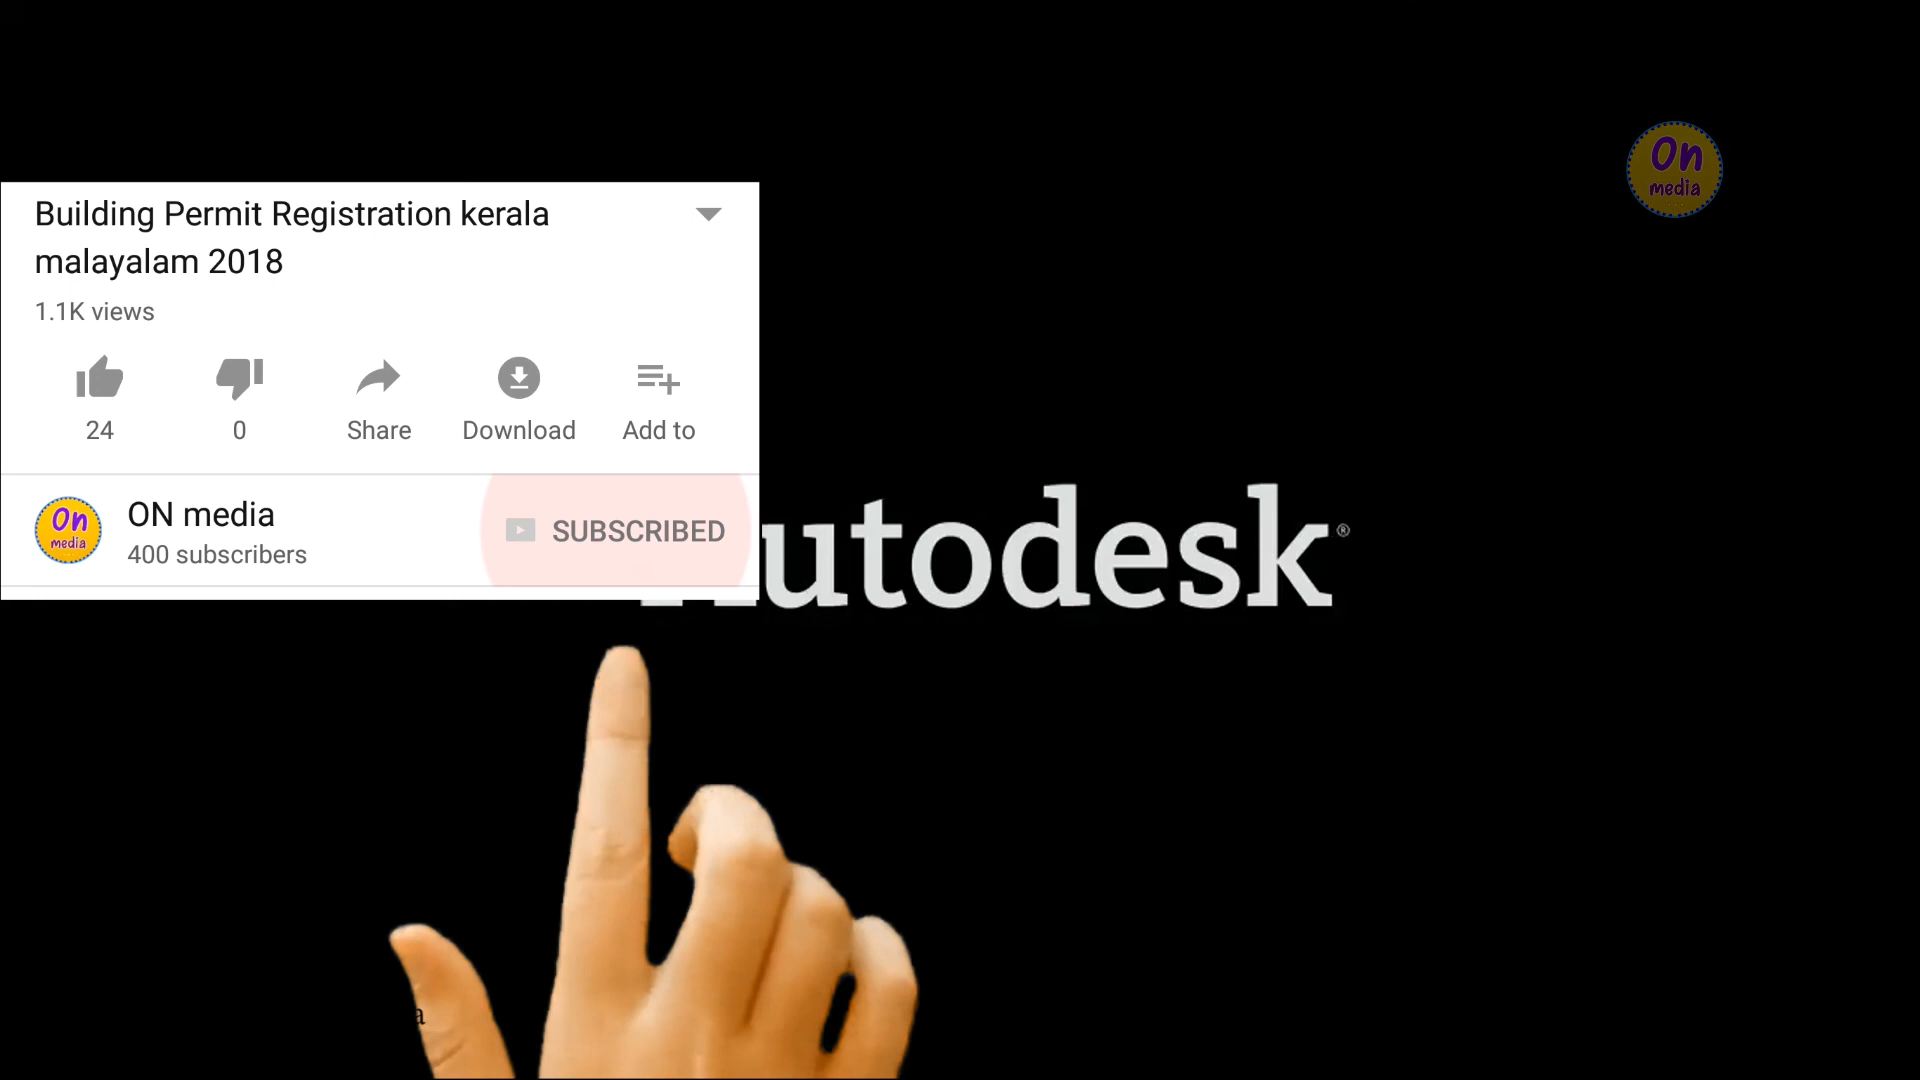 On
media
Building Permit Registration kerala
malayalam 2018
1.1K views
24
0
Share
Download
Add to
On
media
ON media
400 subscribers
SUBSCRIBED
utodesk®
a